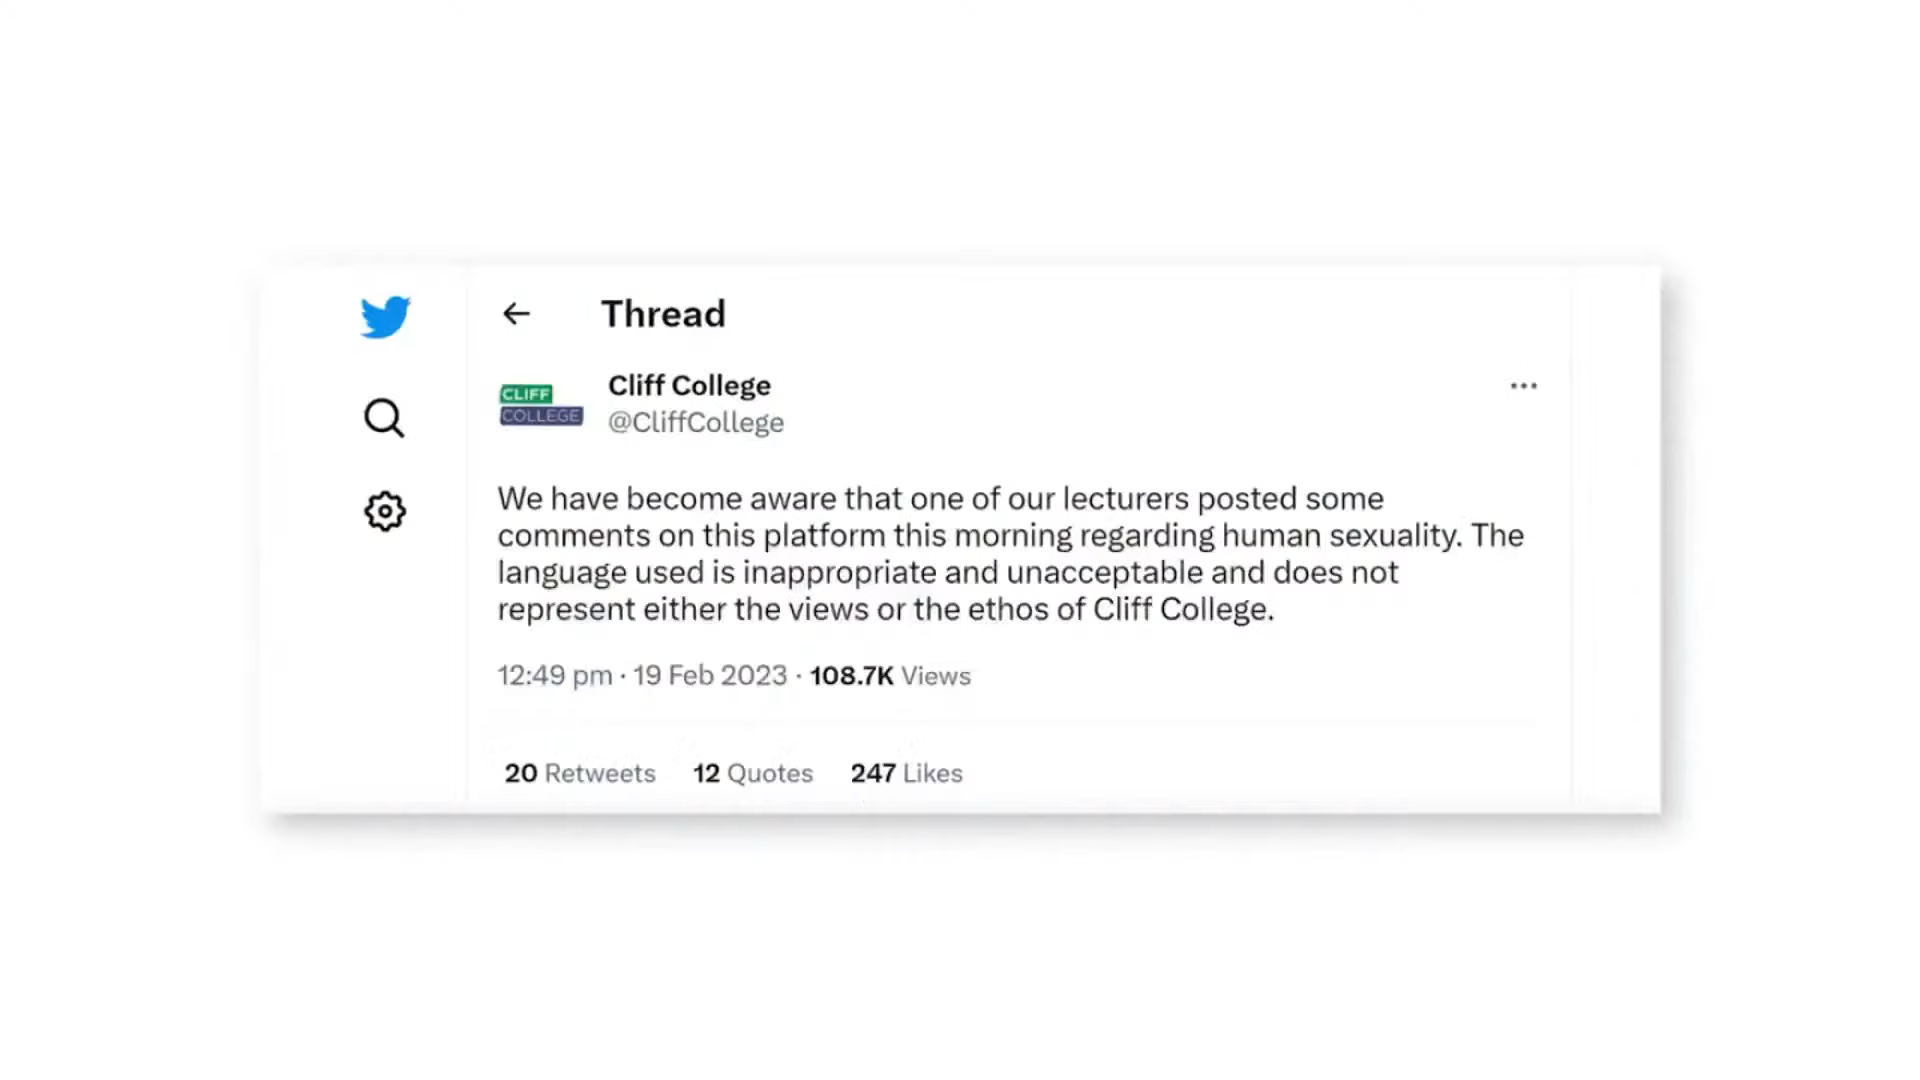 Thread
CLIFF
COLLEGE
Cliff College
@CliffCollege
We have become aware that one of our lecturers posted some
comments on this platform this morning regarding human sexuality. The
language used is inappropriate and unacceptable and does not
represent either the views or the ethos of Cliff College.
12:49 pm · 19 Feb 2023 · 108.7K Views
20 Retweets 12 Quotes 247 Likes